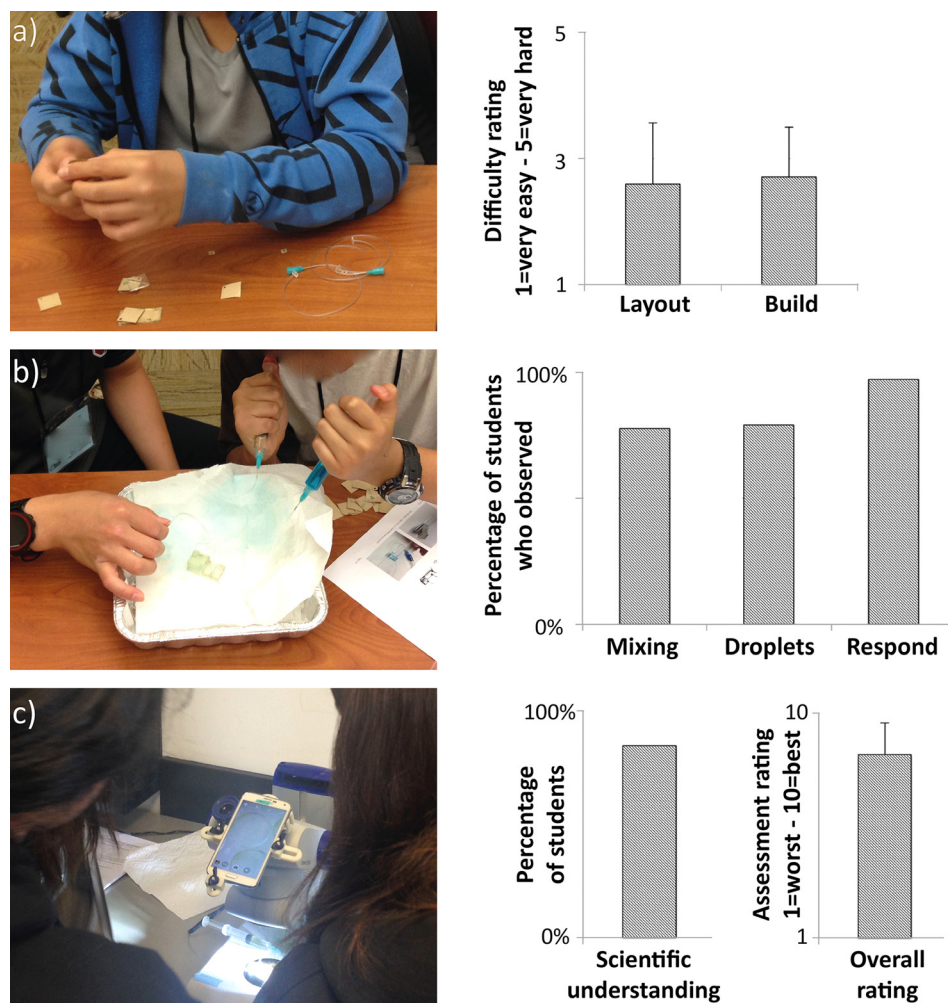 a)
Difficulty rating
1=very easy - 5=very hard
5
3
1
Layout
Build
b)
Percentage of students
who observed
100%
0%
Mixing
Droplets
Respond
c)
Percentage
of students
100%
0%
Scientific
understanding
Assessment rating
1=worst - 10=best
10
1
Overall
rating